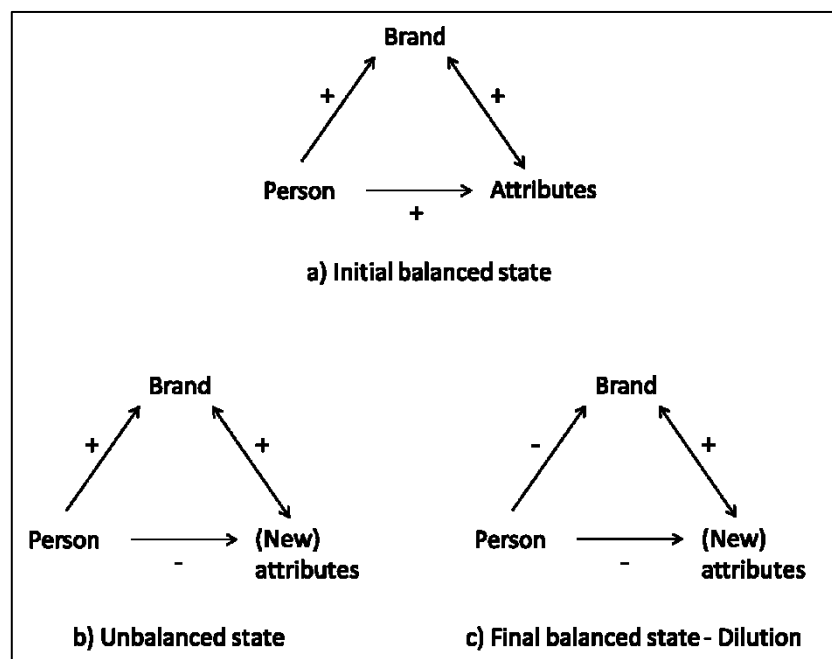 Brand
+ +
Person Attributes
+
a) Initial balanced state
Brand Brand
+ + - +
Person (New) Person (New)
- attributes - attributes
b) Unbalanced state c) Final balanced state - Dilution